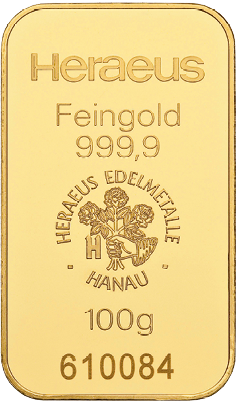 Heraeus
Feingold
999,9
HERAEUS EDELMETALLE
H
· HANAU ·
100g
610084